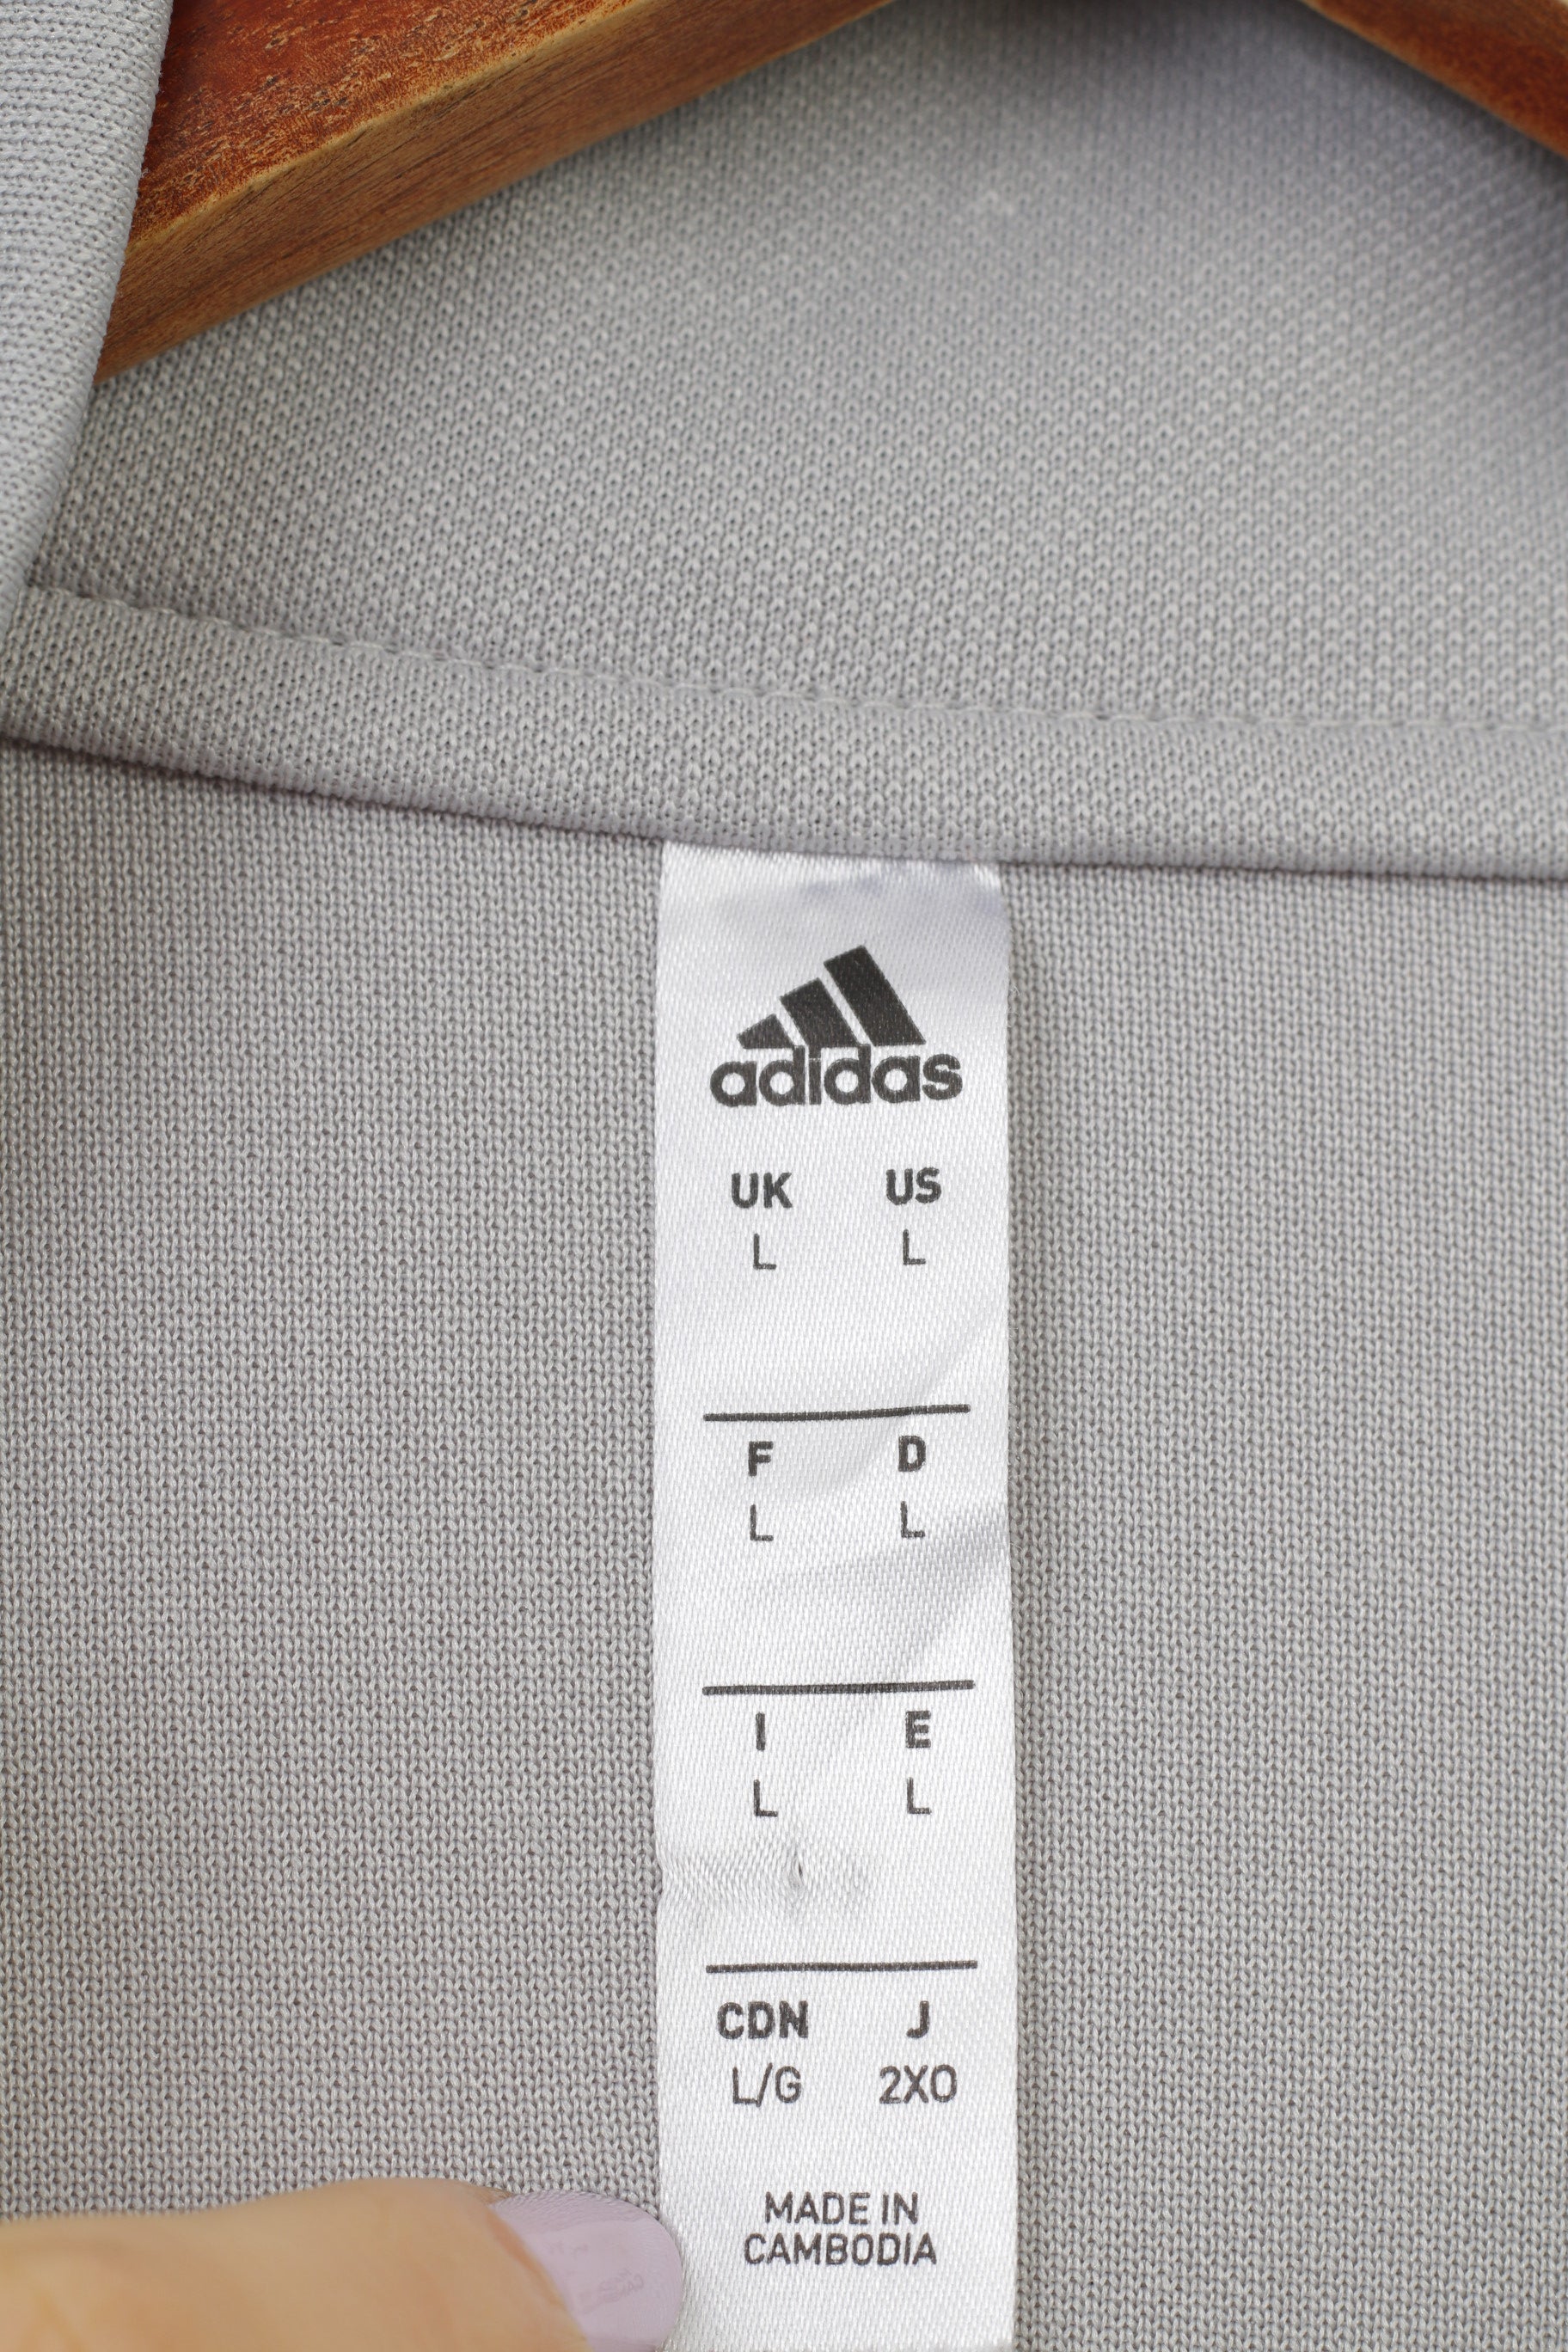 adidas
UK US
L L
F D
L L
I E
L L
CDN J
L/G 2XO
MADE IN
CAMBODIA